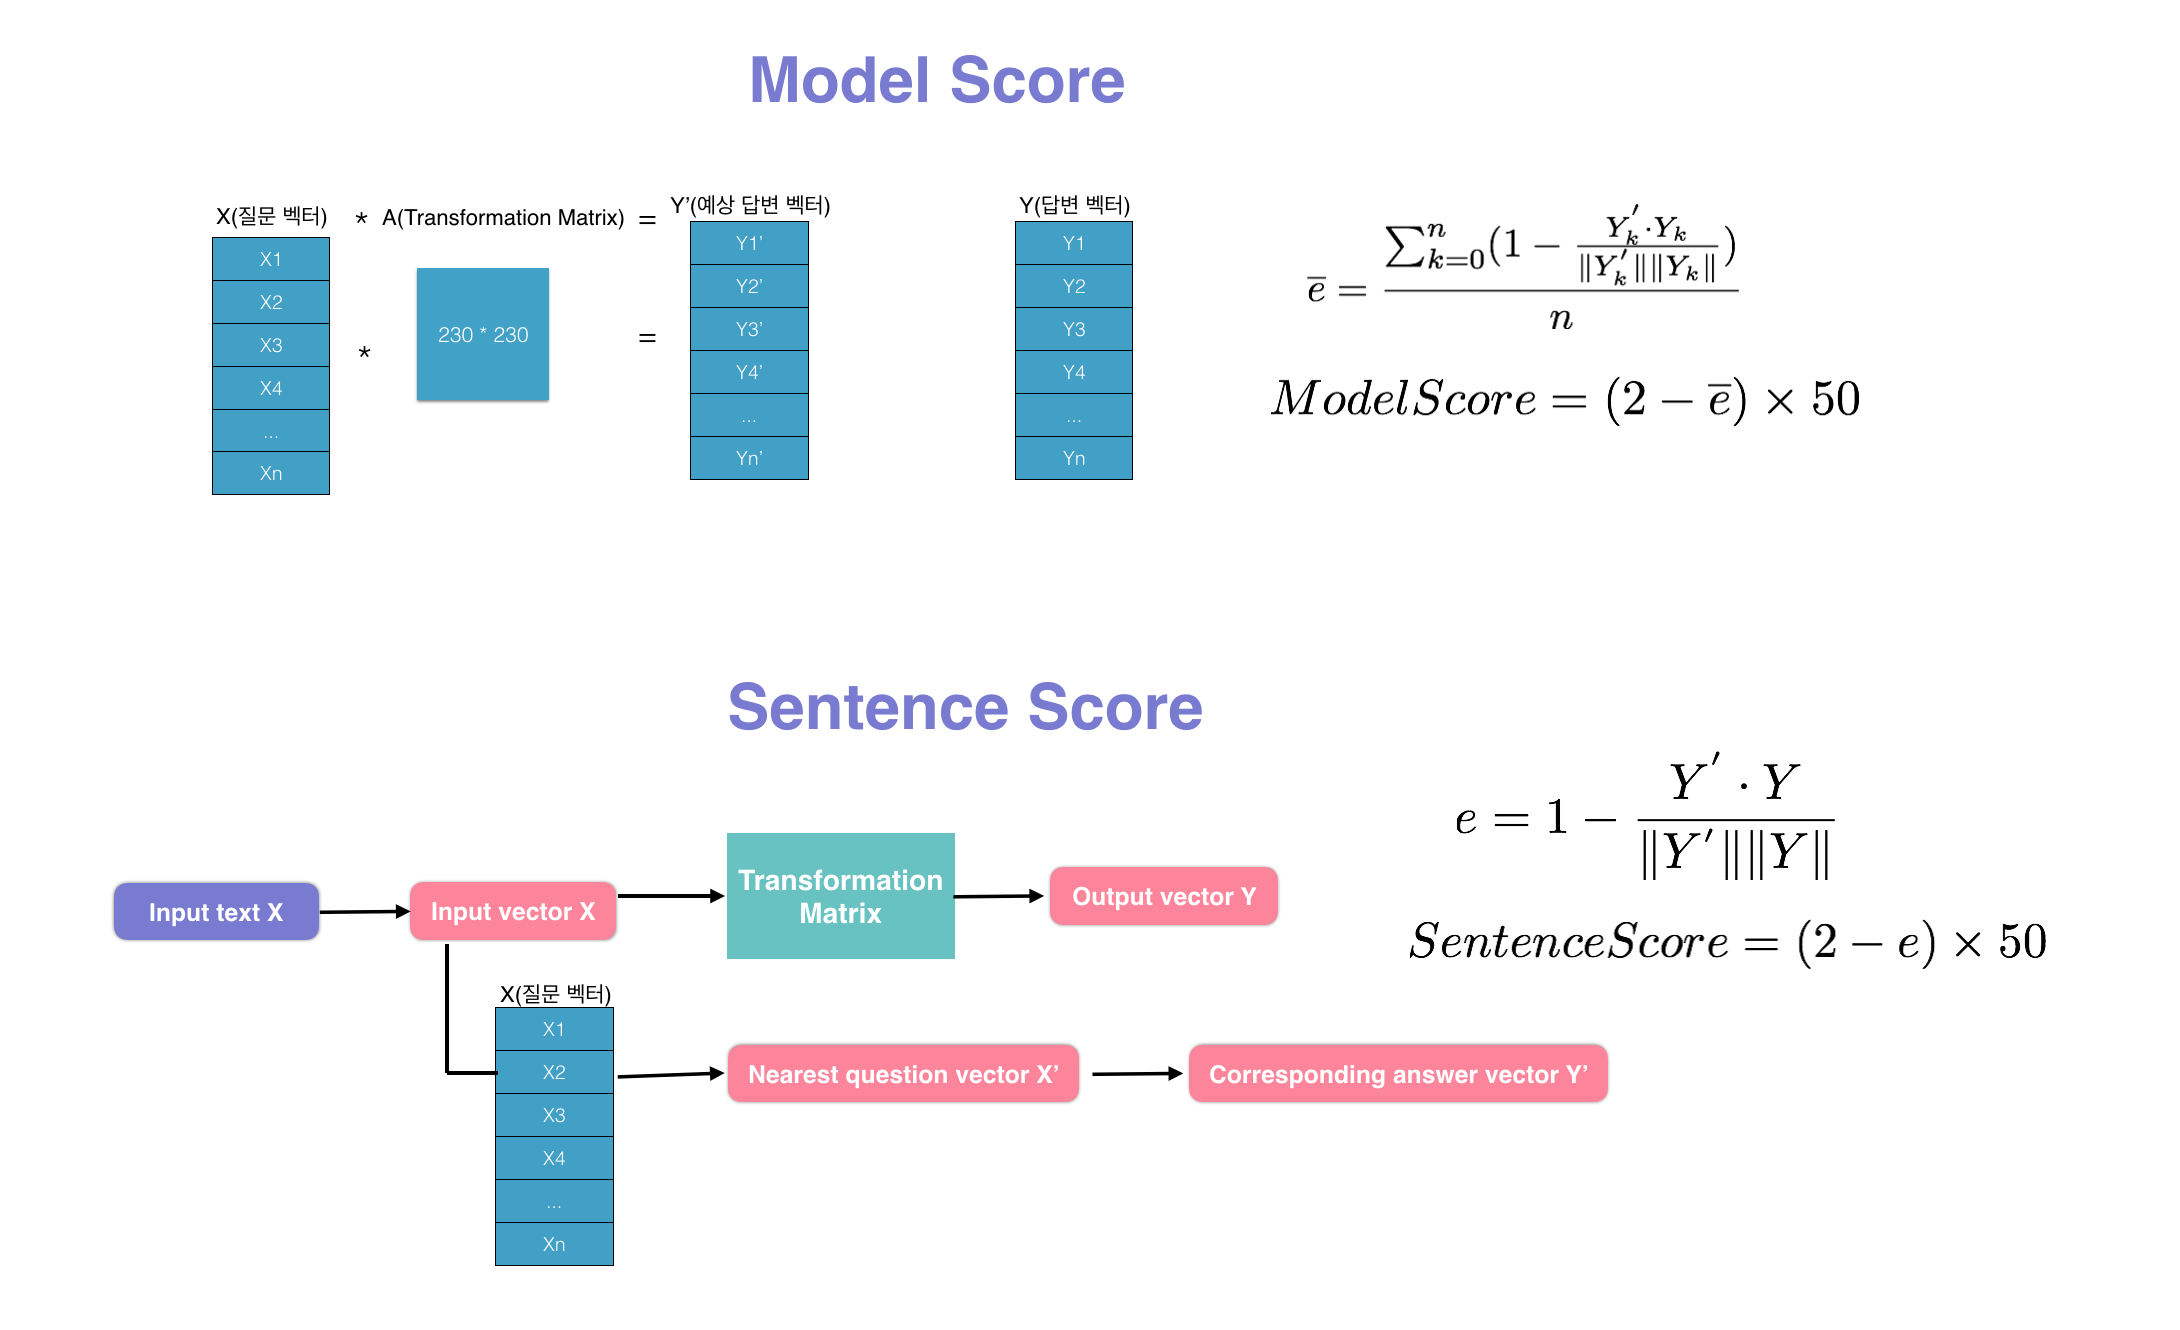 Model Score
X(질문 벡터) * A(Transformation Matrix) = Y’(예상 답변 벡터)
X1
X2
X3
X4
...
Xn
*
230 * 230
=
Y1’
Y2’
Y3’
Y4’
...
Yn’
Y(답변 벡터)
Y1
Y2
Y3
Y4
...
Yn
$\overline{e} = \frac{\sum_{k=0}^{n}(1 - \frac{Y_k^{'} \cdot Y_k}{\|Y_k^{'}\|\|Y_k\|})}{n}$
$ModelScore = (2 - \overline{e}) \times 50$
Sentence Score
Input text X
Input vector X
Transformation
Matrix
Output vector Y
X(질문 벡터)
X1
X2
X3
X4
...
Xn
Nearest question vector X’
Corresponding answer vector Y’
$e = 1 - \frac{Y^{'} \cdot Y}{\|Y^{'}\|\|Y\|}$
$SentenceScore = (2 - e) \times 50$